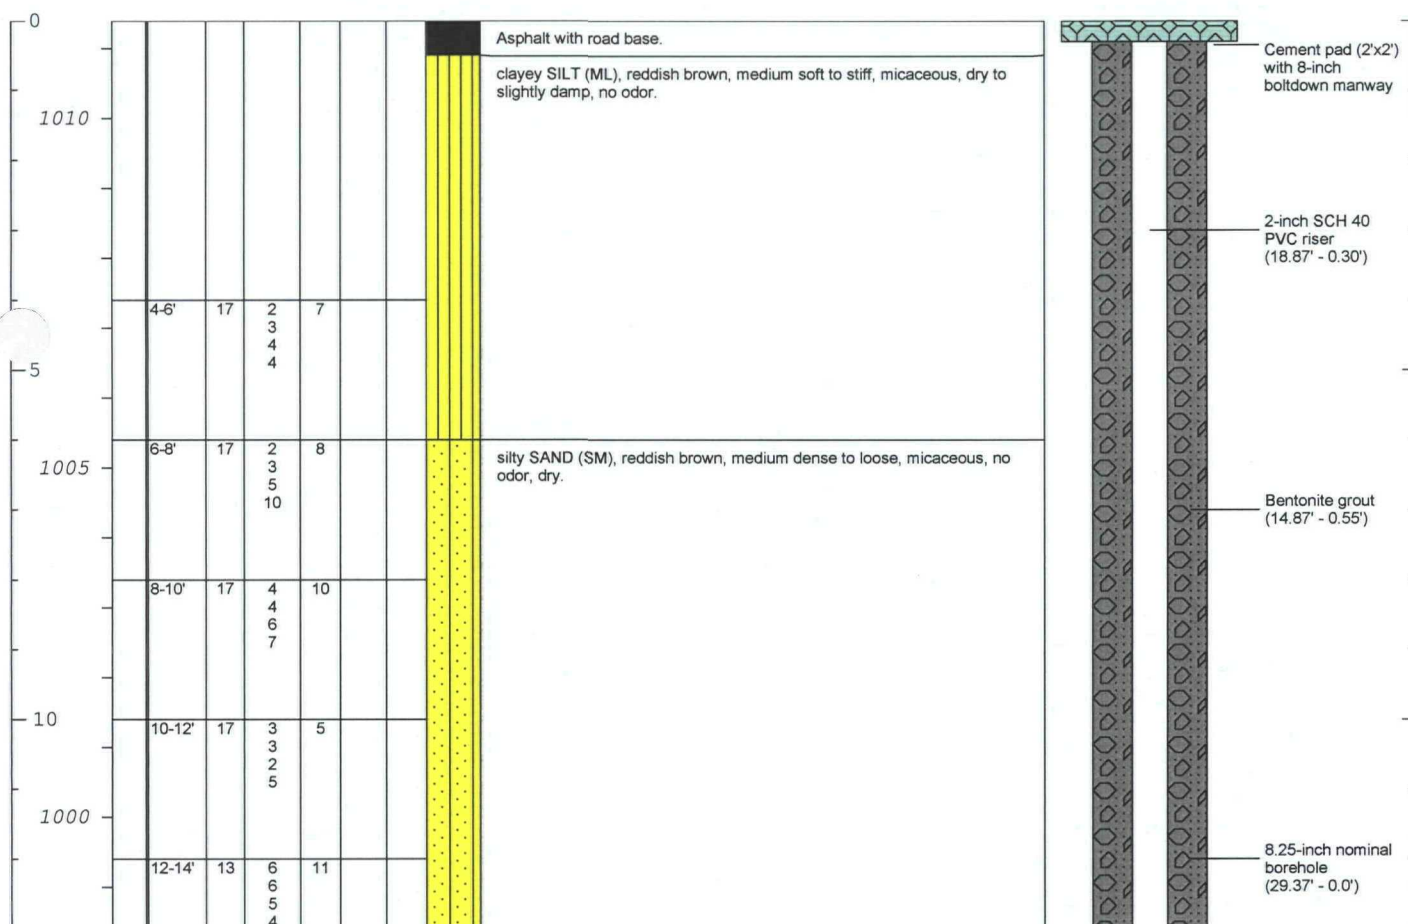 0
Asphalt with road base.
Cement pad (2'x2')
with 8-inch
boltdown manway
clayey SILT (ML), reddish brown, medium soft to stiff, micaceous, dry to
slightly damp, no odor.
1010
2-inch SCH 40
PVC riser
(18.87' - 0.30')
4-6' 17 2 7
3
4
4
5
6-8' 17 2 8
3
5
10
silty SAND (SM), reddish brown, medium dense to loose, micaceous, no
odor, dry.
1005
Bentonite grout
(14.87' - 0.55')
8-10' 17 4 10
4
6
7
10
10-12' 17 3 5
3
2
5
1000
8.25-inch nominal
borehole
(29.37' - 0.0')
12-14' 13 6 11
6
5
4